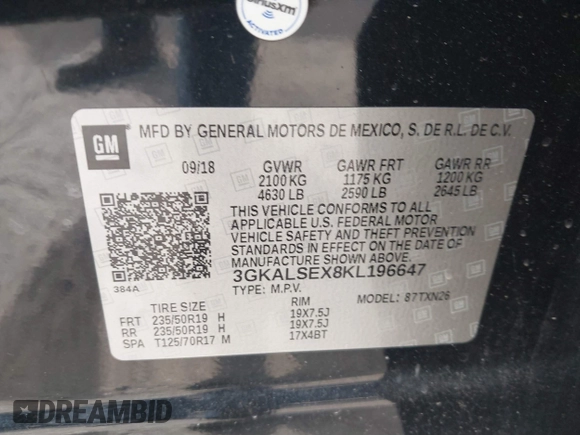 SiriusXM
ACTIVATED
GM
MFD BY GENERAL MOTORS DE MEXICO, S. DE R.L. DE C.V.
09/18 GVWR GAWR FRT GAWR RR
2100 KG 1175 KG 1200 KG
4630 LB 2590 LB 2645 LB
THIS VEHICLE CONFORMS TO ALL
APPLICABLE U.S. FEDERAL MOTOR
VEHICLE SAFETY AND THEFT PREVENTION
STANDARDS IN EFFECT ON THE DATE OF
MANUFACTURE SHOWN ABOVE.
3GKALSEX8KL196647
384A
TYPE: M.P.V. MODEL: 87TXN26
TIRE SIZE RIM
FRT 235/50R19 H 19X7.5J
RR 235/50R19 H 19X7.5J
SPA T125/70R17 M 17X4BT
DREAMBID